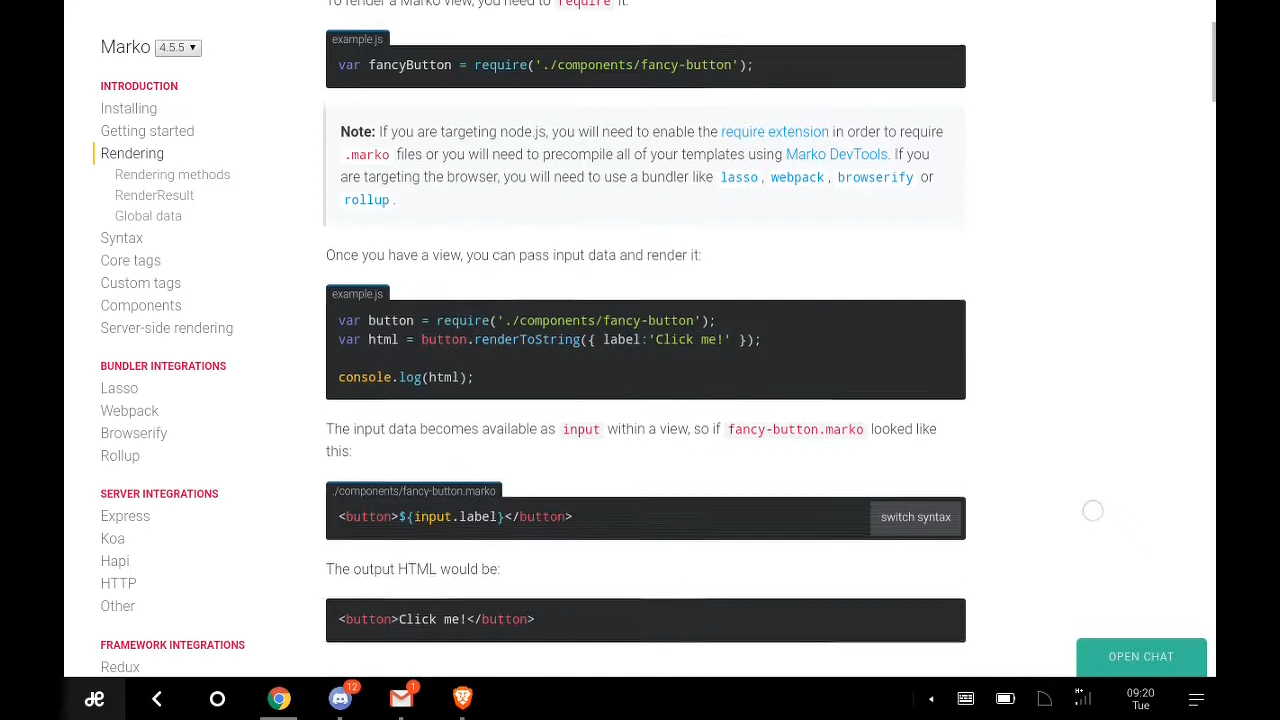 To render a Marko view, you need to require it:
Marko 4.5.5 ▼
INTRODUCTION
Installing
Getting started
Rendering
Rendering methods
RenderResult
Global data
Syntax
Core tags
Custom tags
Components
Server-side rendering
BUNDLER INTEGRATIONS
Lasso
Webpack
Browserify
Rollup
SERVER INTEGRATIONS
Express
Koa
Hapi
HTTP
Other
FRAMEWORK INTEGRATIONS
Redux
example.js
var fancyButton = require('./components/fancy-button');
Note: If you are targeting node.js, you will need to enable the require extension in order to require
.marko files or you will need to precompile all of your templates using Marko DevTools. If you
are targeting the browser, you will need to use a bundler like lasso, webpack, browserify or
rollup.
Once you have a view, you can pass input data and render it:
example.js
var button = require('./components/fancy-button');
var html = button.renderToString({ label:'Click me!' });
console.log(html);
The input data becomes available as input within a view, so if fancy-button.marko looked like
this:
./components/fancy-button.marko
<button>${input.label}</button>
switch syntax
The output HTML would be:
<button>Click me!</button>
OPEN CHAT
12
1
H+
09:20
Tue